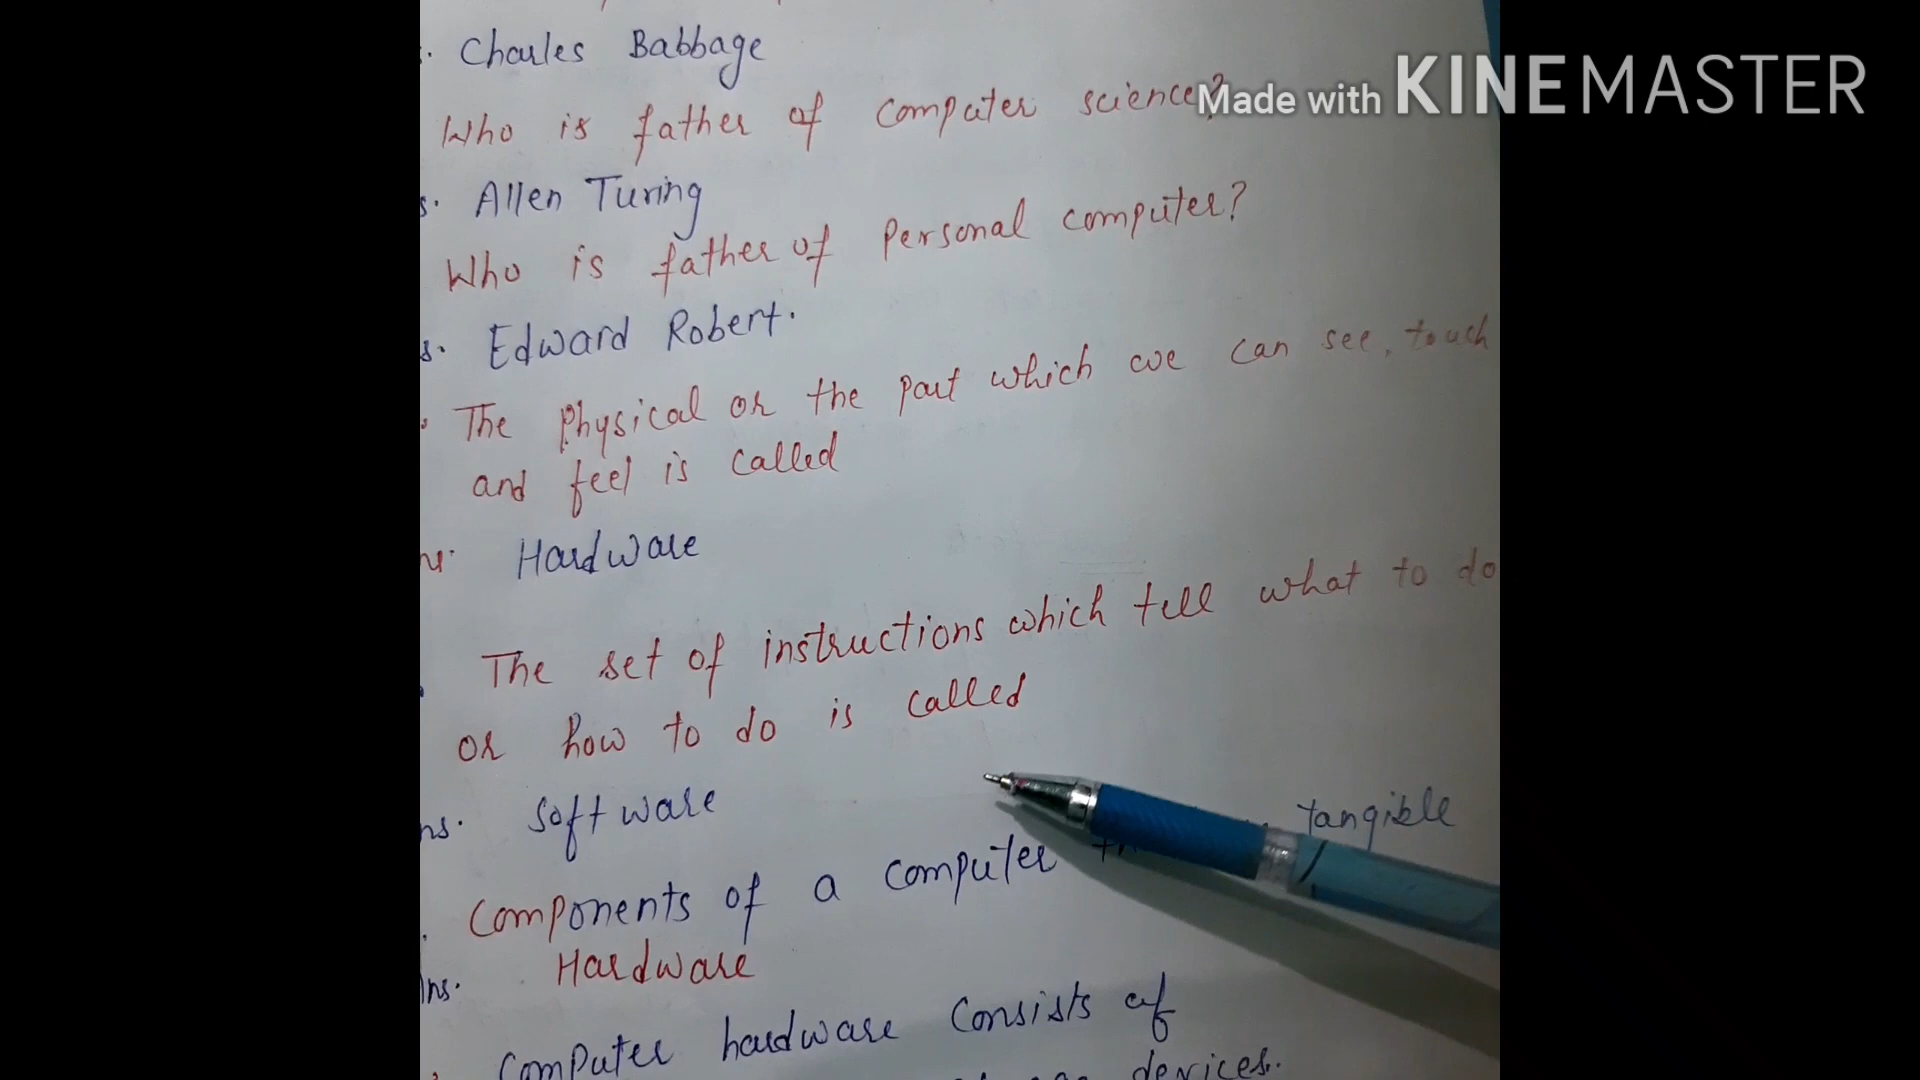 s. Charles Babbage
Made with KINEMASTER
Who is father of computer science?
s. Allen Turing
Who is father of Personal computer?
s. Edward Robert.
The Physical or the part which we can see, touch
and feel is called
Hardware
The set of instructions which tell what to do
or how to do is called
ns. Software
Components of a computer tangible
Ans. Hardware
Computer hardware consists of
devices.